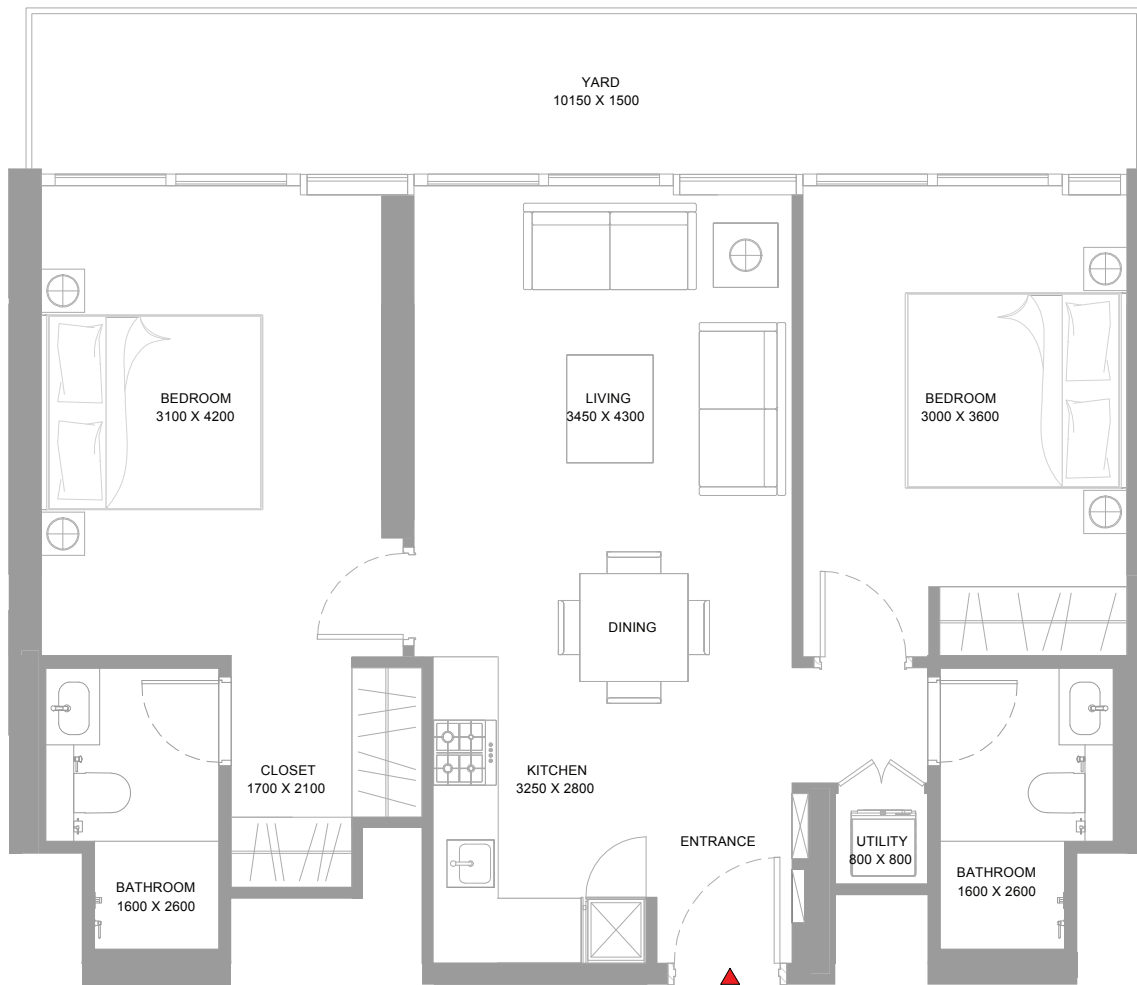 YARD
10150 X 1500
BEDROOM
3100 X 4200
LIVING
3450 X 4300
BEDROOM
3000 X 3600
DINING
CLOSET
1700 X 2100
KITCHEN
3250 X 2800
ENTRANCE
UTILITY
800 X 800
BATHROOM
1600 X 2600
BATHROOM
1600 X 2600